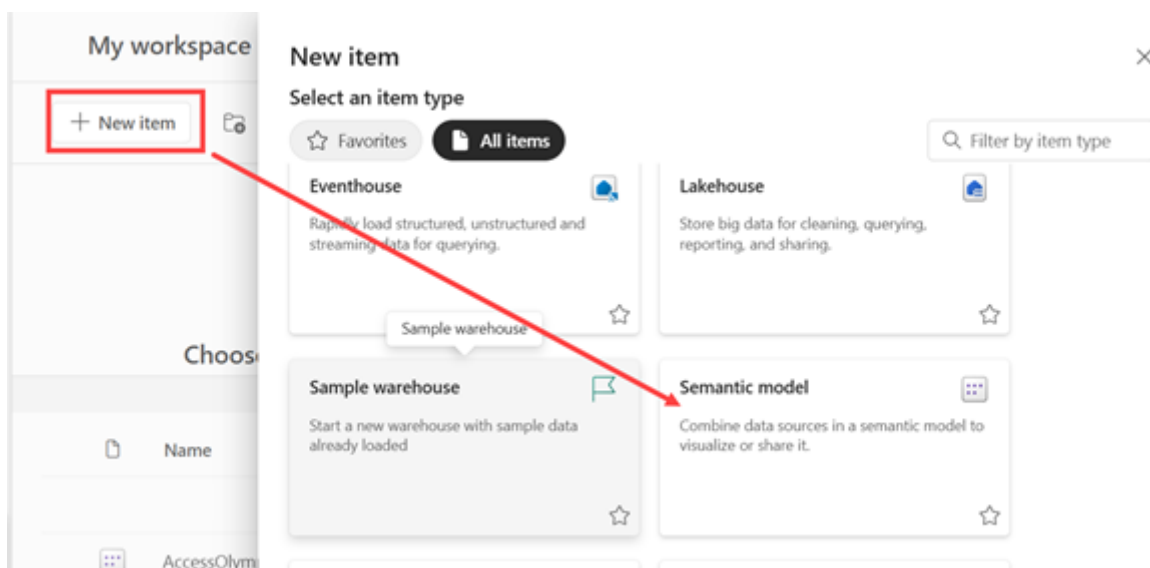 My workspace
+ New item
Choos
Name
AccessOlym
New item
Select an item type
Favorites
All items
Filter by item type
Eventhouse
Rapidly load structured, unstructured and
streaming data for querying.
Lakehouse
Store big data for cleaning, querying,
reporting, and sharing.
Sample warehouse
Sample warehouse
Start a new warehouse with sample data
already loaded
Semantic model
Combine data sources in a semantic model to
visualize or share it.